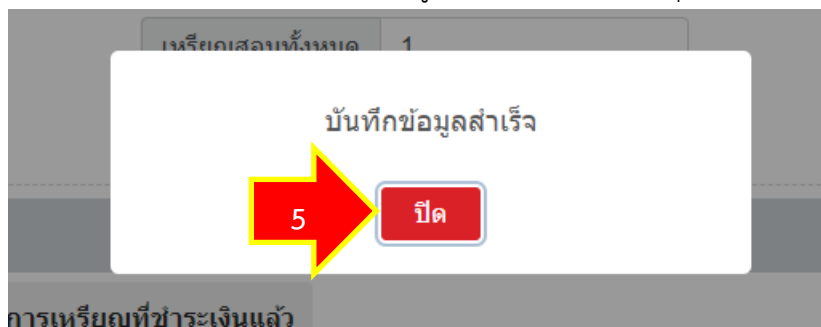 เหรียญสอบทั้งหมด 1
บันทึกข้อมูลสำเร็จ
5 ปิด
การเหรียญที่ชำระเงินแล้ว